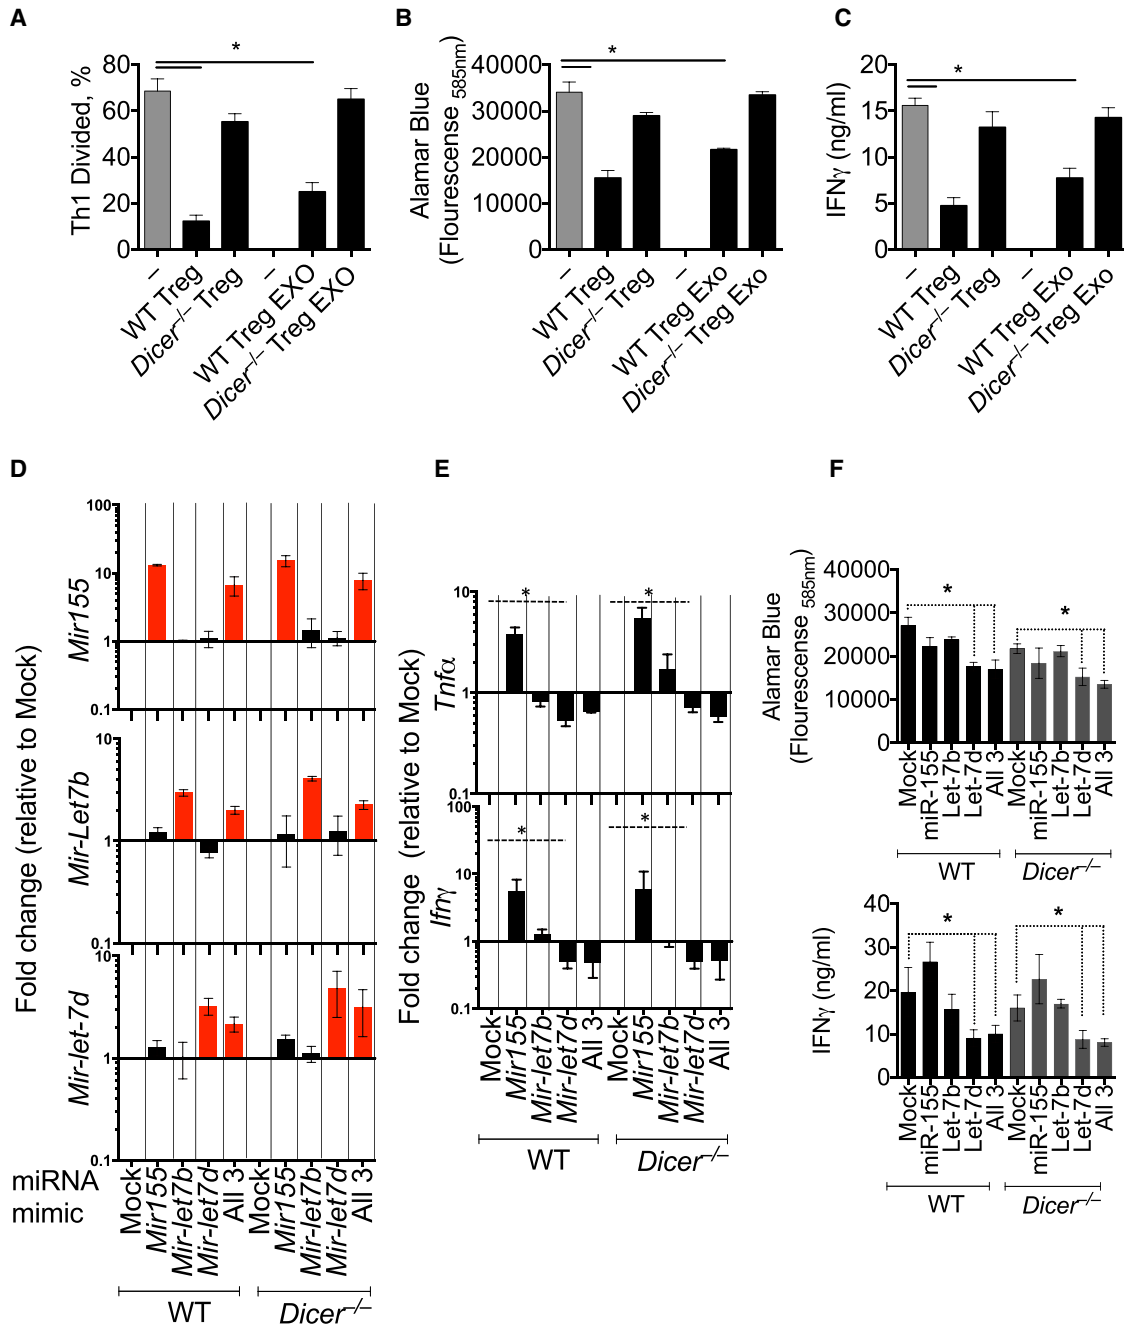 A
Th1 Divided, %
80
60
40
20
0
*
–
WT Treg
Dicer–/– Treg
–
WT Treg EXO
Dicer–/– Treg EXO
B
Alamar Blue
(Flourescense 585nm)
40000
30000
20000
10000
0
*
–
WT Treg
Dicer–/– Treg
–
WT Treg Exo
Dicer–/– Treg Exo
C
IFNγ (ng/ml)
20
15
10
5
0
*
–
WT Treg
Dicer–/– Treg
–
WT Treg Exo
Dicer–/– Treg Exo
D
Fold change (relative to Mock)
Mir155
100
10
1
0.1
Mir-Let7b
10
1
0.1
Mir-let-7d
10
1
0.1
miRNA
mimic
Mock
Mir155
Mir-let7b
Mir-let7d
All 3
Mock
Mir155
Mir-let7b
Mir-let7d
All 3
WT
Dicer–/–
E
Fold change (relative to Mock)
Tnfα
10
1
0.1
*
*
Ifnγ
100
10
1
0.1
*
*
Mock
Mir155
Mir-let7b
Mir-let7d
All 3
Mock
Mir155
Mir-let7b
Mir-let7d
All 3
WT
Dicer–/–
F
Alamar Blue
(Flourescense 585nm)
40000
30000
20000
10000
0
*
*
Mock
miR-155
Let-7b
Let-7d
All 3
Mock
miR-155
Let-7b
Let-7d
All 3
WT
Dicer–/–
IFNγ (ng/ml)
40
30
20
10
0
*
*
Mock
miR-155
Let-7b
Let-7d
All 3
Mock
miR-155
Let-7b
Let-7d
All 3
WT
Dicer–/–